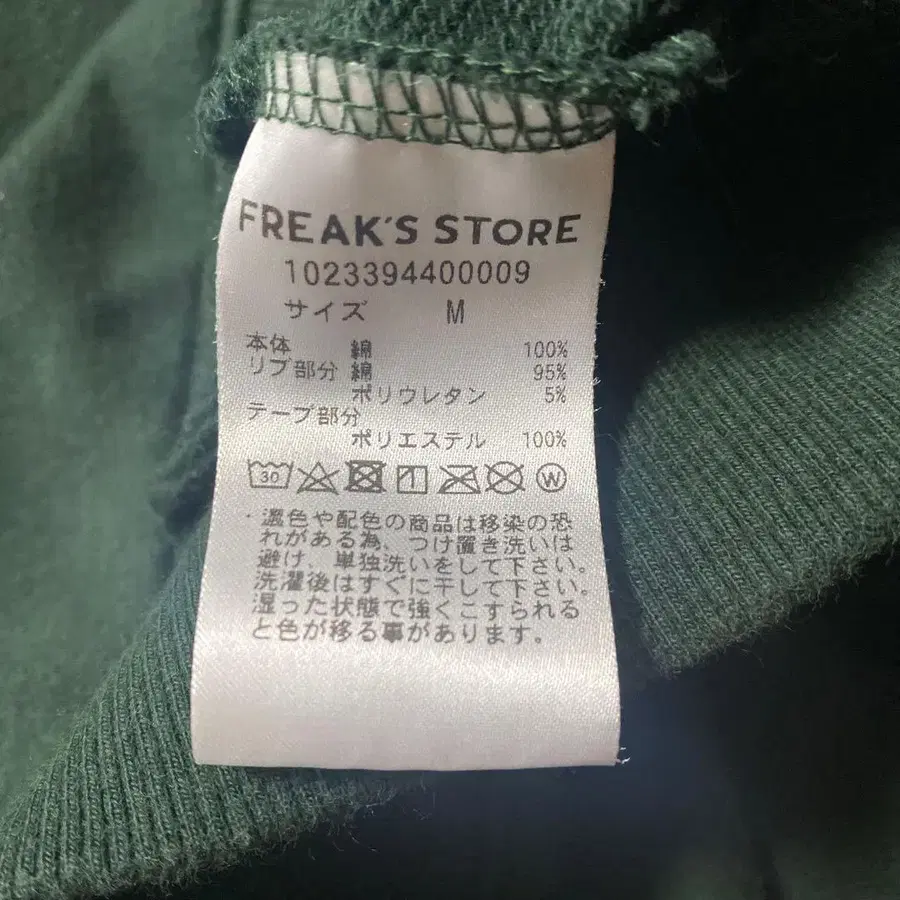 FREAK'S STORE
1023394400009
サイズ M
本体 綿 100%
リブ部分 綿 95%
ポリウレタン 5%
テープ部分
ポリエステル 100%
30 W
・濃色や配色の商品は移染の恐
れがある為、つけ置き洗いは
避け、単独洗いをして下さい。
洗濯後はすぐに干して下さい。
湿った状態で強くこすられる
と色が移る事があります。